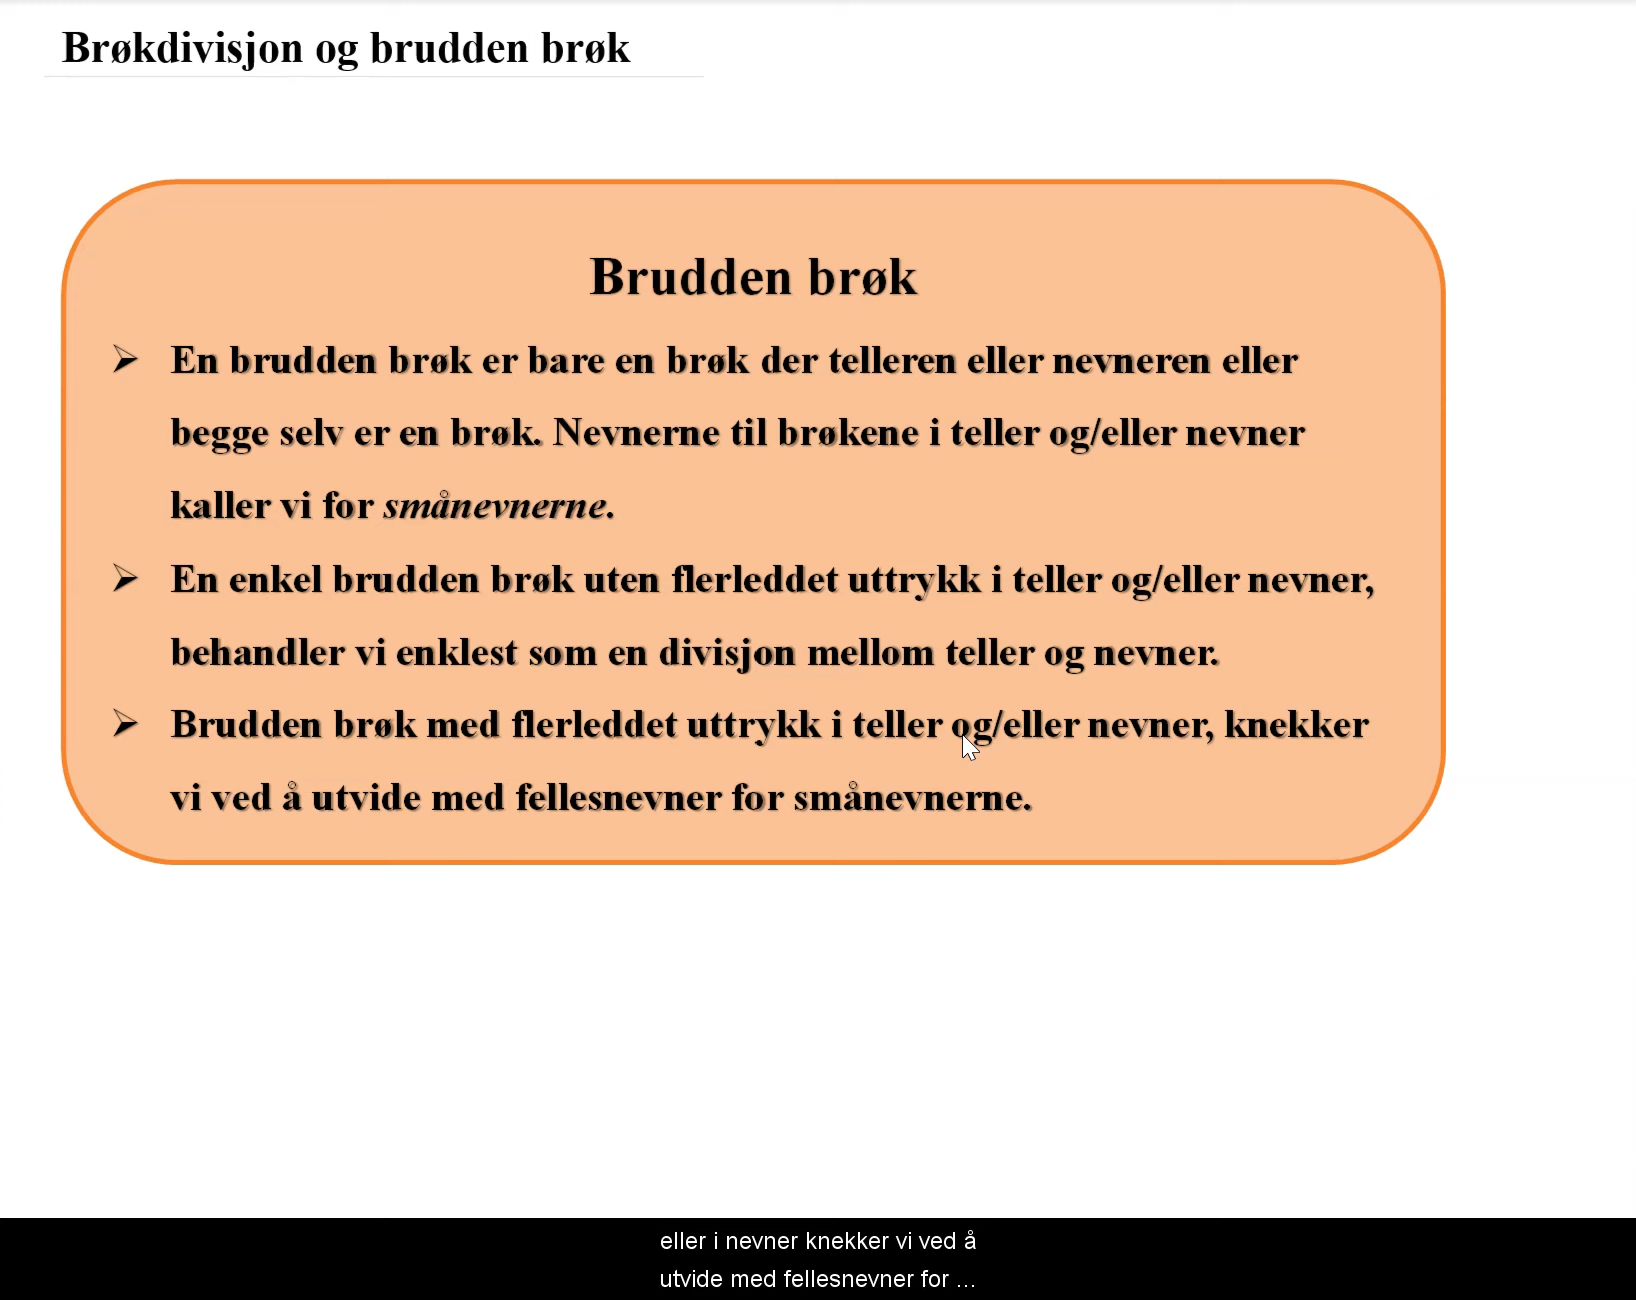 Brøkdivisjon og brudden brøk
Brudden brøk
➢ En brudden brøk er bare en brøk der telleren eller nevneren eller
begge selv er en brøk. Nevnerne til brøkene i teller og/eller nevner
kaller vi for smånevnerne.
➢ En enkel brudden brøk uten flerleddet uttrykk i teller og/eller nevner,
behandler vi enklest som en divisjon mellom teller og nevner.
➢ Brudden brøk med flerleddet uttrykk i teller og/eller nevner, knekker
vi ved å utvide med fellesnevner for smånevnerne.
eller i nevner knekker vi ved å
utvide med fellesnevner for ...